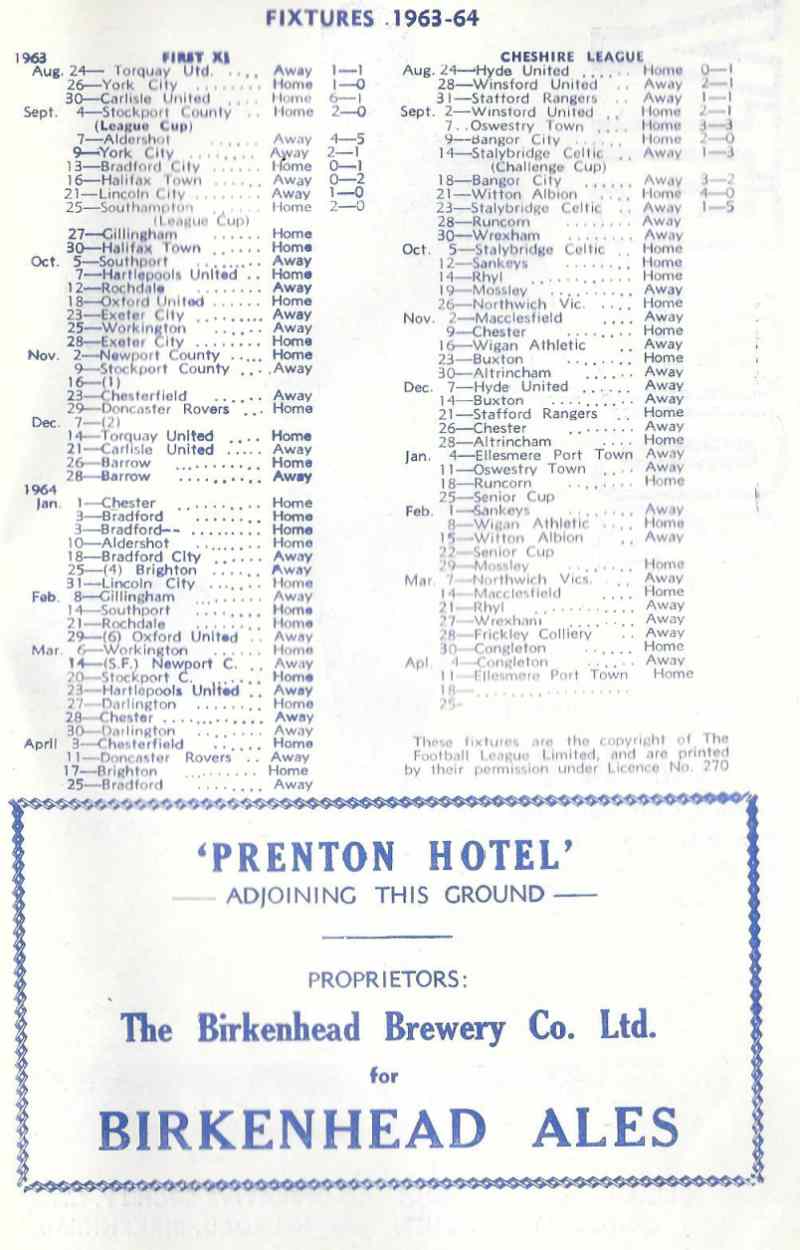 FIXTURES 1963-64
1963 FIRST XI
Aug. 24— Torquay Utd. .... Away 1—1
26—York City ........ Home 1—0
30—Carlisle United ....... Home 6—1
Sept. 4—Stockport County .. Home 2—0
(League Cup)
7—Aldershot ...... Away 4—5
9—York City ....... Away 2—1
13—Bradford City ...... Home 0—1
16—Halifax Town .... Away 0—2
21—Lincoln City ...... Away 1—0
25—Southampton ...... Home 2—0
(League Cup)
27—Gillingham ...... Home
30—Halifax Town .... Home
Oct. 5—Southport ...... Away
7—Hartlepools United .. Home
12—Rochdale ...... Away
18—Oxford United ...... Home
23—Exeter City ........ Away
25—Workington ...... Away
28—Exeter City ...... Home
Nov. 2—Newport County ..... Home
9—Stockport County .... Away
16—(1)
23—Chesterfield ...... Away
29—Doncaster Rovers ... Home
Dec. 7—(2)
14—Torquay United .... Home
21—Carlisle United .... Away
26—Barrow .......... Home
28—Barrow .......... Away
1964
Jan. 1—Chester ........ Home
3—Bradford ........ Home
3—Bradford-- ........ Home
10—Aldershot ........ Home
18—Bradford City ...... Away
25—(4) Brighton ...... Away
31—Lincoln City ...... Home
Feb. 8—Gillingham ........ Away
14—Southport ........ Home
21—Rochdale ........ Home
29—(6) Oxford United .. Away
Mar. 6—Workington ...... Home
14—(S.F.) Newport C. .. Away
20—Stockport C. ...... Home
23—Hartlepools United .. Away
27—Darlington ...... Home
28—Chester ............ Away
30—Darlington ...... Away
April 3—Chesterfield ...... Home
11—Doncaster Rovers .. Away
17—Brighton ........ Home
25—Bradford ........ Away
CHESHIRE LEAGUE
Aug. 24—Hyde United ...... Home 0—1
28—Winsford United .. Away 2—1
31—Stafford Rangers .. Away 1—1
Sept. 2—Winsford United .. Home 2—1
7..Oswestry Town .... Home 3—3
9—Bangor City ...... Home 2—0
14—Stalybridge Celtic .. Away 1—3
(Challenge Cup)
18—Bangor City ...... Away 3—2
21—Witton Albion .... Home 4—0
23—Stalybridge Celtic .. Away 1—5
28—Runcorn ........ Away
30—Wrexham ........ Away
Oct. 5—Stalybridge Celtic .. Home
12—Sankeys ........ Home
14—Rhyl ............ Home
19—Mossley ........ Away
26—Northwich Vic. .... Home
Nov. 2—Macclesfield .... Away
9—Chester ........ Home
16—Wigan Athletic .. Away
23—Buxton ........ Home
30—Altrincham ...... Away
Dec. 7—Hyde United ...... Away
14—Buxton ........ Away
21—Stafford Rangers .. Home
26—Chester ........ Away
28—Altrincham ...... Home
Jan. 4—Ellesmere Port Town Away
11—Oswestry Town .... Away
18—Runcorn ........ Home
25—Senior Cup
Feb. 1—Sankeys ........ Away
8—Wigan Athletic .. Home
15—Witton Albion .. Away
22—Senior Cup
29—Mossley ........ Home
Mar. 7—Northwich Vics. .. Away
14—Macclesfield .... Home
21—Rhyl ............ Away
27—Wrexham ........ Away
28—Frickley Colliery .. Away
30—Congleton ...... Home
Apl. 4—Congleton ...... Away
11—Ellesmere Port Town Home
18— ................
25-
These fixtures are the copyright of The
Football League Limited, and are printed
by their permission under Licence No. 270
‘PRENTON HOTEL’
— ADJOINING THIS GROUND —
PROPRIETORS:
The Birkenhead Brewery Co. Ltd.
for
BIRKENHEAD ALES